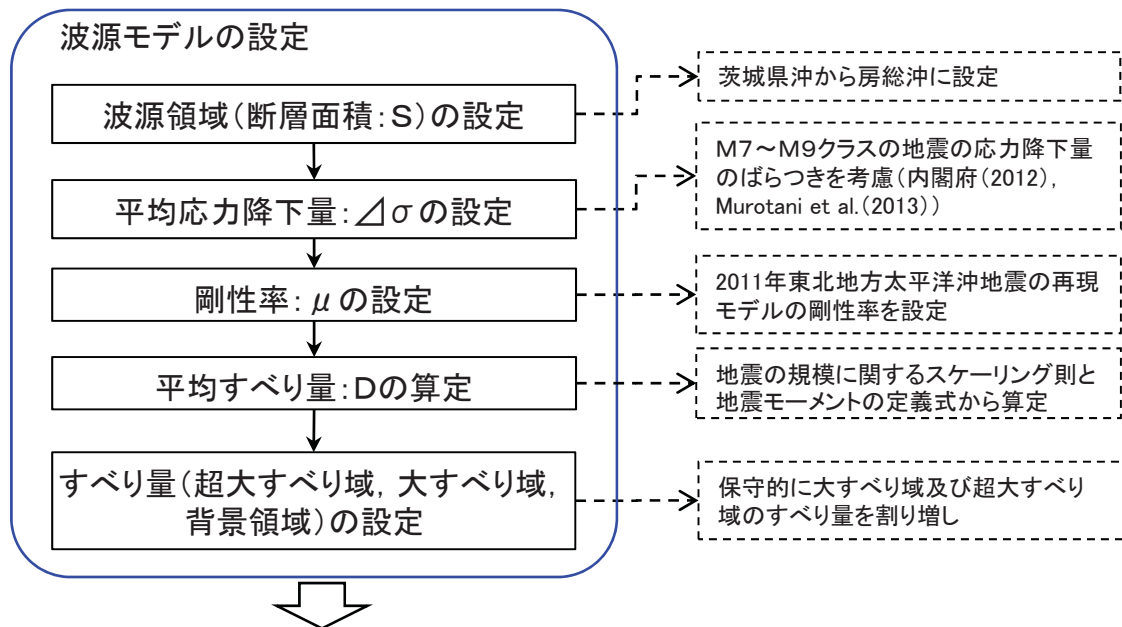 波源モデルの設定
波源領域(断層面積:S)の設定
茨城県沖から房総沖に設定
平均応力降下量:⊿σの設定
M7~M9クラスの地震の応力降下量
のばらつきを考慮(内閣府(2012),
Murotani et al.(2013))
剛性率:μの設定
2011年東北地方太平洋沖地震の再現
モデルの剛性率を設定
平均すべり量:Dの算定
地震の規模に関するスケーリング則と
地震モーメントの定義式から算定
すべり量(超大すべり域, 大すべり域,
背景領域)の設定
保守的に大すべり域及び超大すべり
域のすべり量を割り増し